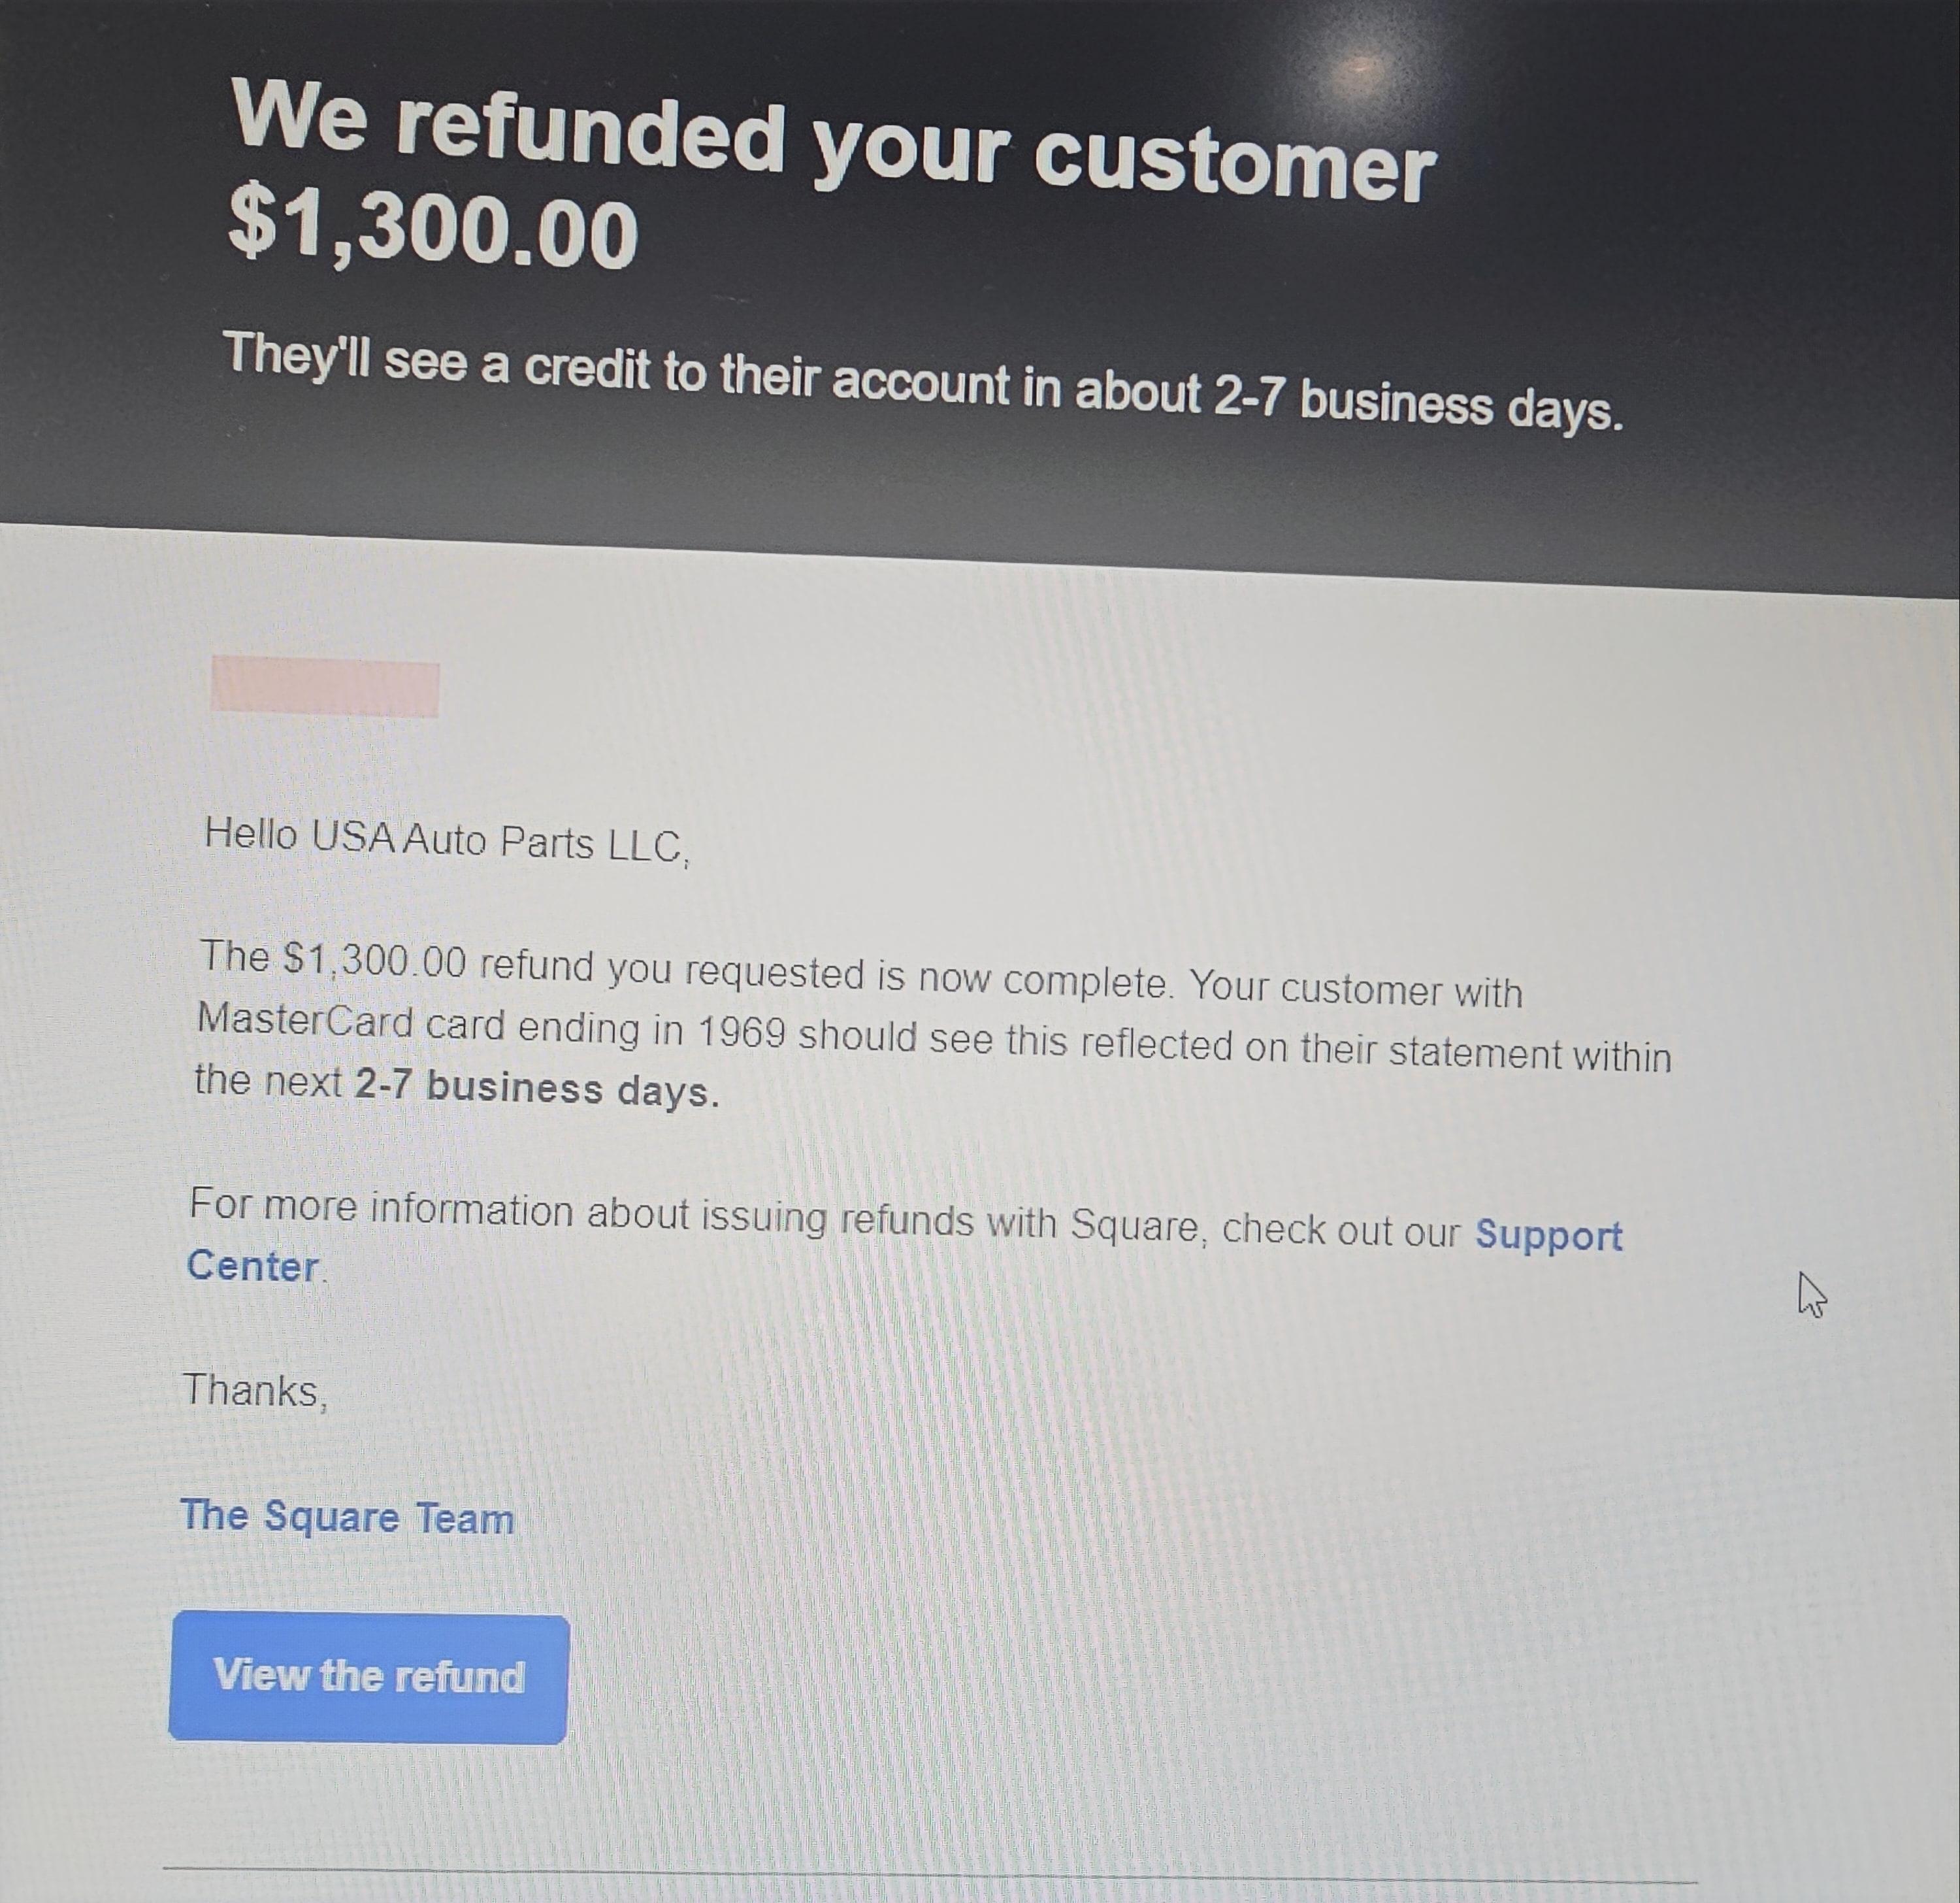 We refunded your customer
$1,300.00
They'll see a credit to their account in about 2-7 business days.
Hello USA Auto Parts LLC,
The $1,300.00 refund you requested is now complete. Your customer with
MasterCard card ending in 1969 should see this reflected on their statement within
the next 2-7 business days.
For more information about issuing refunds with Square, check out our Support
Center.
Thanks,
The Square Team
View the refund